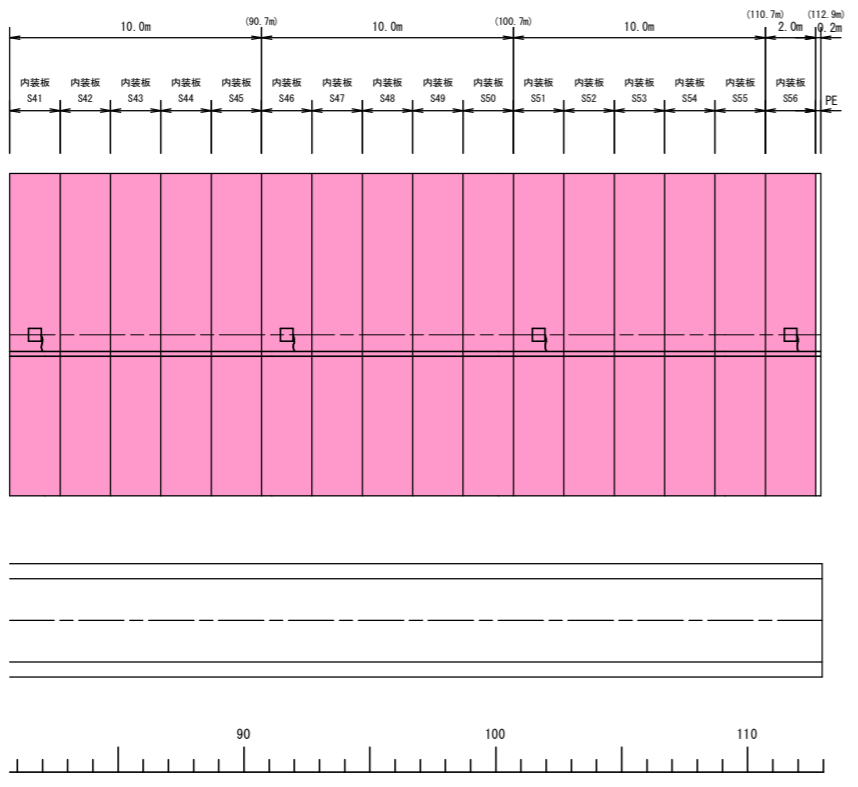 (90.7m) (100.7m) (110.7m) (112.9m)
10.0m 10.0m 10.0m 2.0m 0.2m
内装板 内装板 内装板 内装板 内装板 内装板 内装板 内装板 内装板 内装板 内装板 内装板 内装板 内装板 内装板 内装板
S41 S42 S43 S44 S45 S46 S47 S48 S49 S50 S51 S52 S53 S54 S55 S56 PE
90 100 110